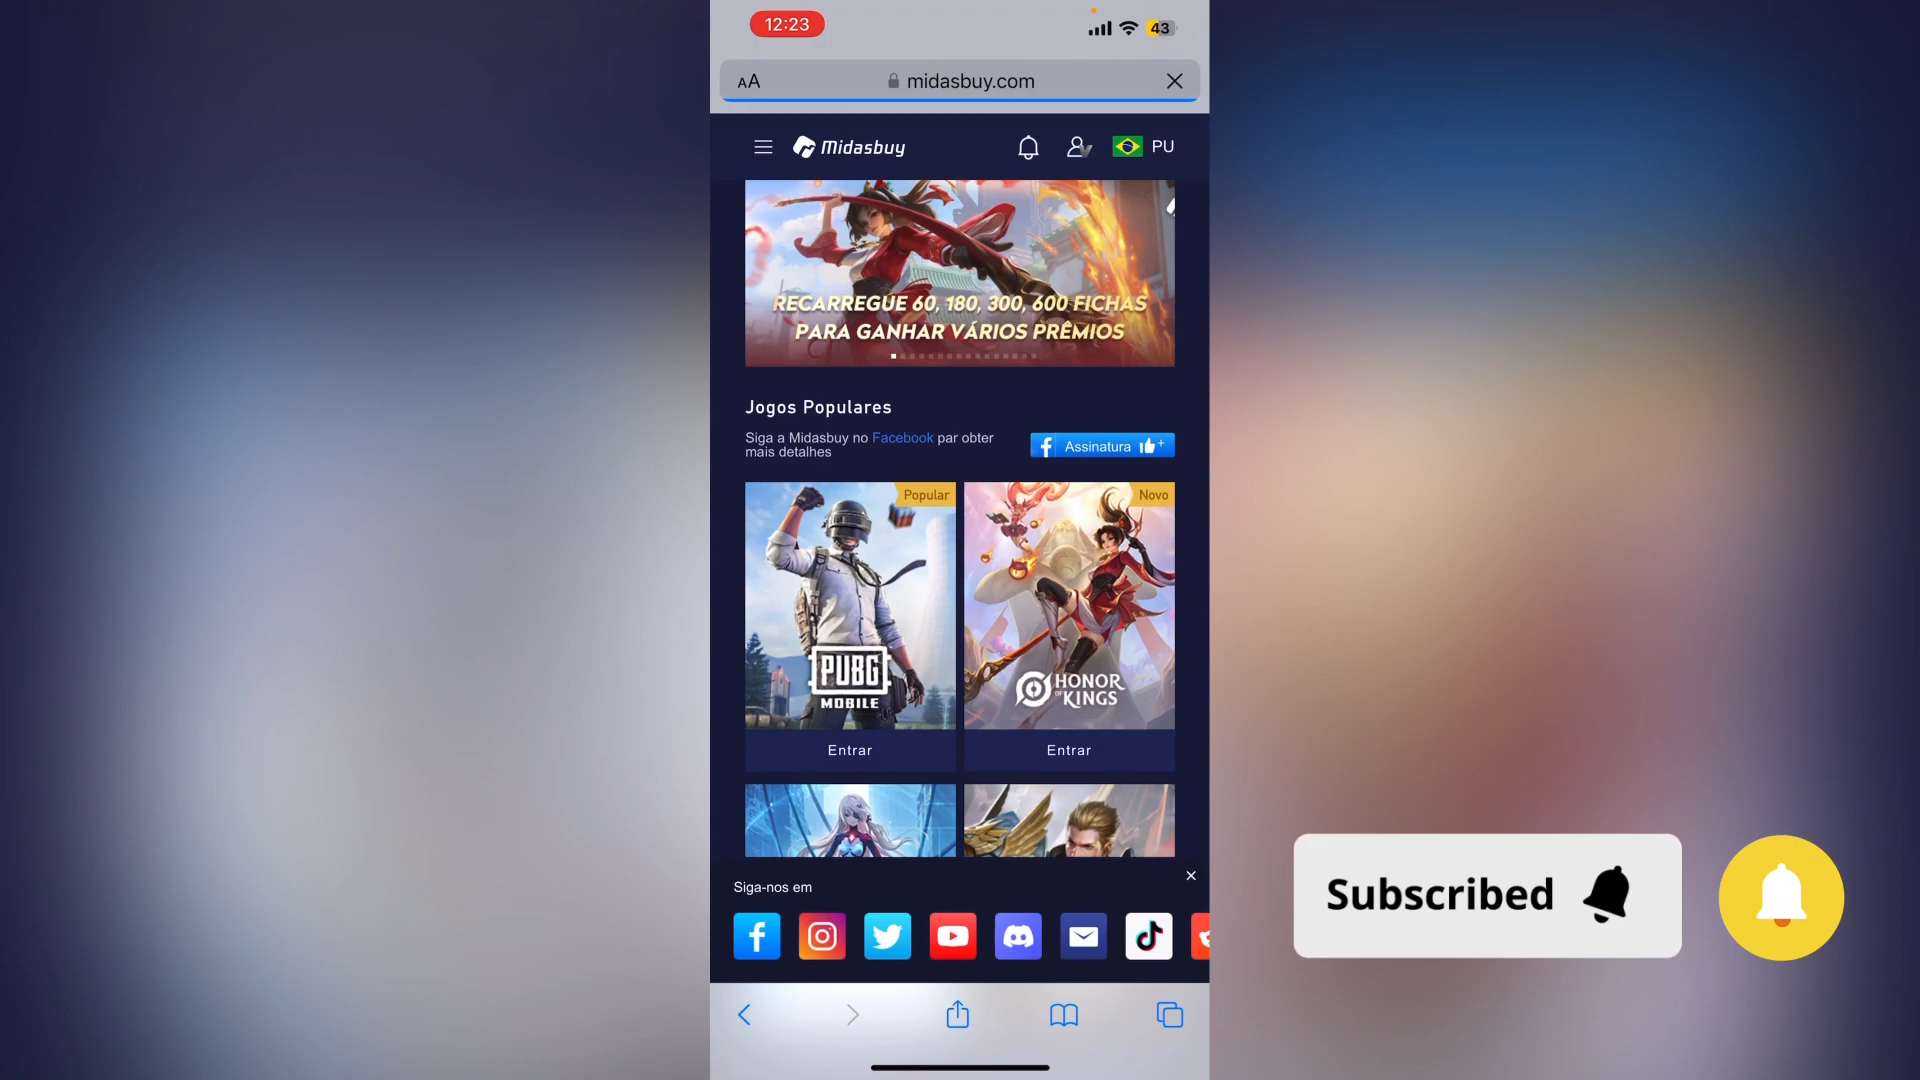 12:23
43
AA
midasbuy.com
Midasbuy
PU
RECARREGUE 60, 180, 300, 600 FICHAS
PARA GANHAR VÁRIOS PRÊMIOS
Jogos Populares
Siga a Midasbuy no Facebook par obter
mais detalhes
Assinatura
Popular
Novo
PUBG
MOBILE
HONOR
OF KINGS
Entrar
Entrar
Siga-nos em
Subscribed